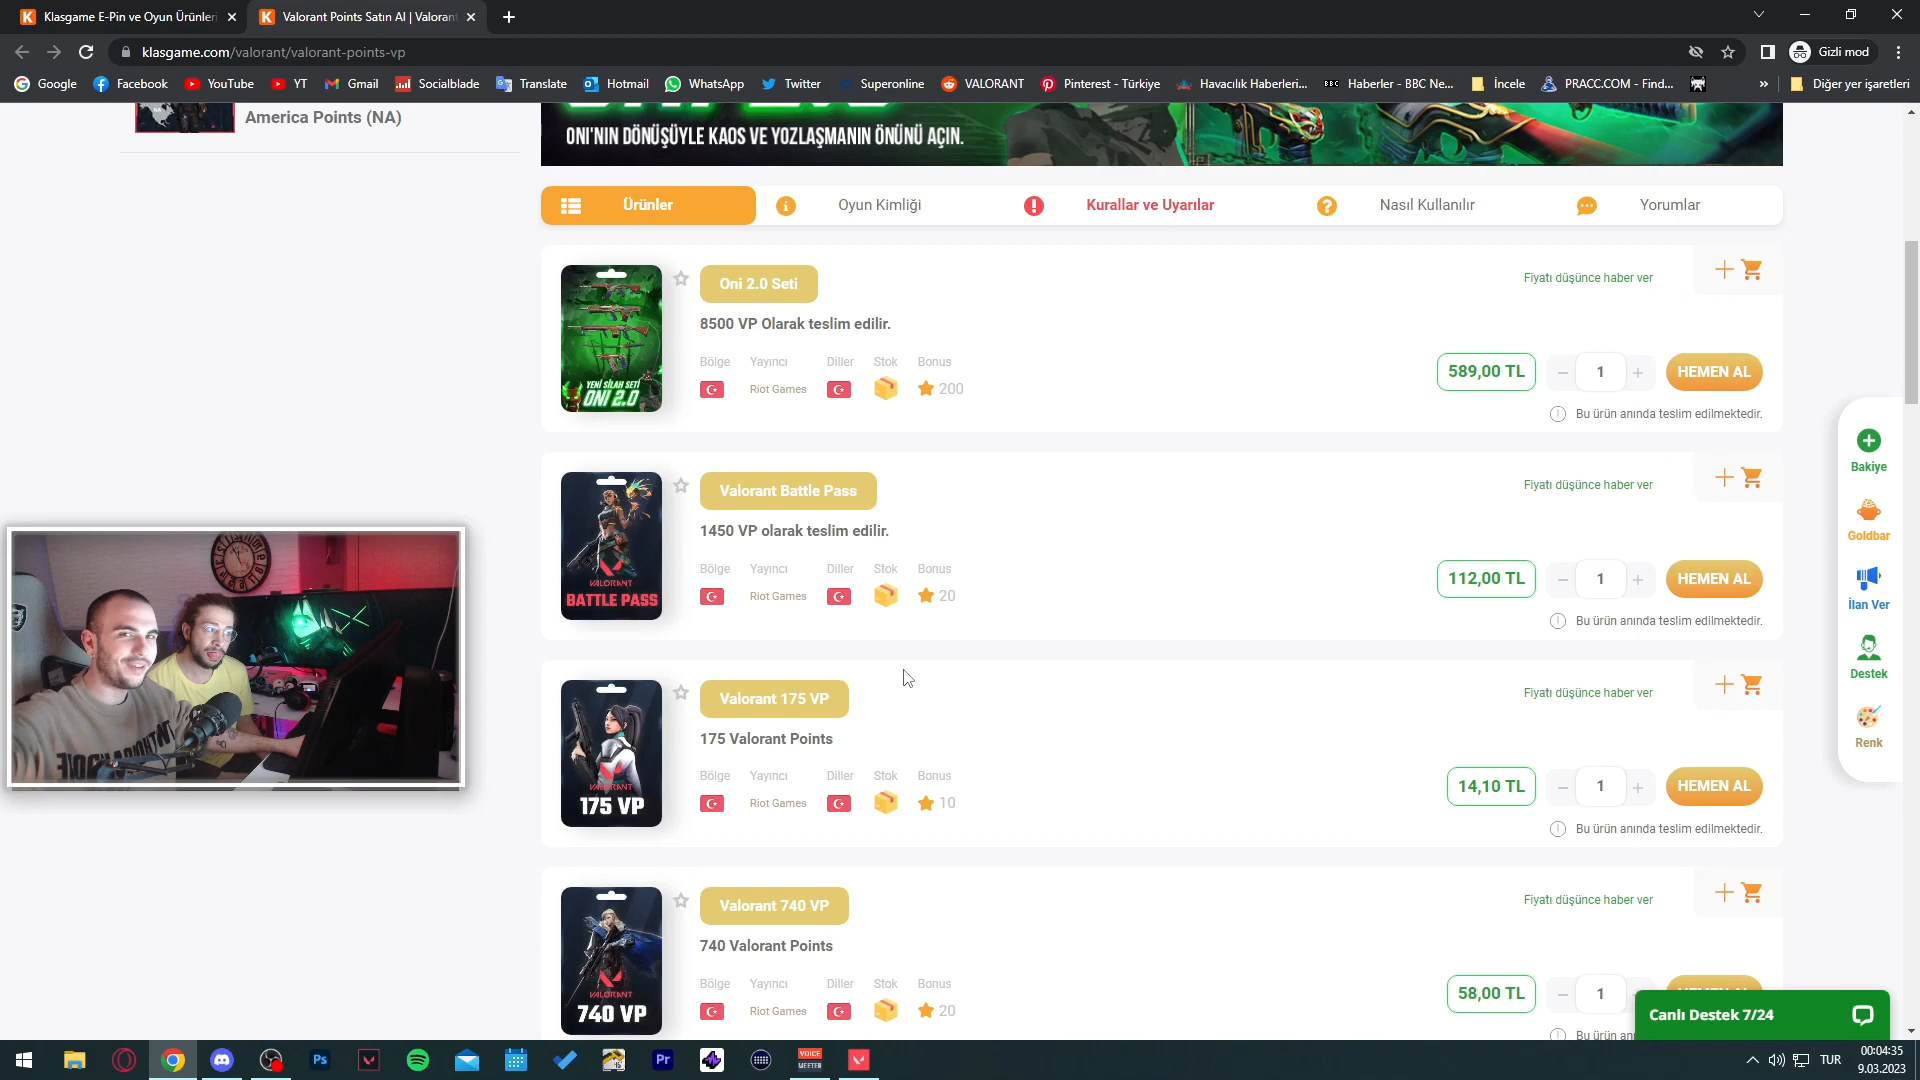 Klasgame E-Pin ve Oyun Ürünleri
Valorant Points Satın Al | Valorant
klasgame.com/valorant/valorant-points-vp
Gizli mod
Google
Facebook
YouTube
YT
Gmail
Socialblade
Translate
Hotmail
WhatsApp
Twitter
Superonline
VALORANT
Pinterest - Türkiye
Havacılık Haberleri...
BBC
Haberler - BBC Ne...
İncele
PRACC.COM - Find...
»
Diğer yer işaretleri
America Points (NA)
ONI'NIN DÖNÜŞÜYLE KAOS VE YOZLAŞMANIN ÖNÜNÜ AÇIN.
Ürünler
Oyun Kimliği
Kurallar ve Uyarılar
Nasıl Kullanılır
Yorumlar
YENİ SİLAH SETİ
ONI 2.0
Oni 2.0 Seti
Fiyatı düşünce haber ver
8500 VP Olarak teslim edilir.
Bölge Yayıncı Diller Stok Bonus
Riot Games 200
589,00 TL
1
HEMEN AL
Bu ürün anında teslim edilmektedir.
VALORANT
BATTLE PASS
Valorant Battle Pass
Fiyatı düşünce haber ver
1450 VP olarak teslim edilir.
Bölge Yayıncı Diller Stok Bonus
Riot Games 20
112,00 TL
1
HEMEN AL
Bu ürün anında teslim edilmektedir.
VALORANT
175 VP
Valorant 175 VP
Fiyatı düşünce haber ver
175 Valorant Points
Bölge Yayıncı Diller Stok Bonus
Riot Games 10
14,10 TL
1
HEMEN AL
Bu ürün anında teslim edilmektedir.
VALORANT
740 VP
Valorant 740 VP
Fiyatı düşünce haber ver
740 Valorant Points
Bölge Yayıncı Diller Stok Bonus
Riot Games 20
58,00 TL
1
Bu ürün
Bakiye
Goldbar
İlan Ver
Destek
Renk
Canlı Destek 7/24
Ps
Pr
VOICE
MEETER
TUR
00:04:35
9.03.2023